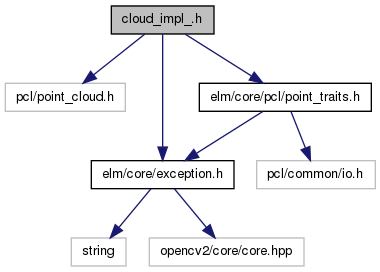 cloud_impl_.h
pcl/point_cloud.h
elm/core/pcl/point_traits.h
elm/core/exception.h
pcl/common/io.h
string
opencv2/core/core.hpp